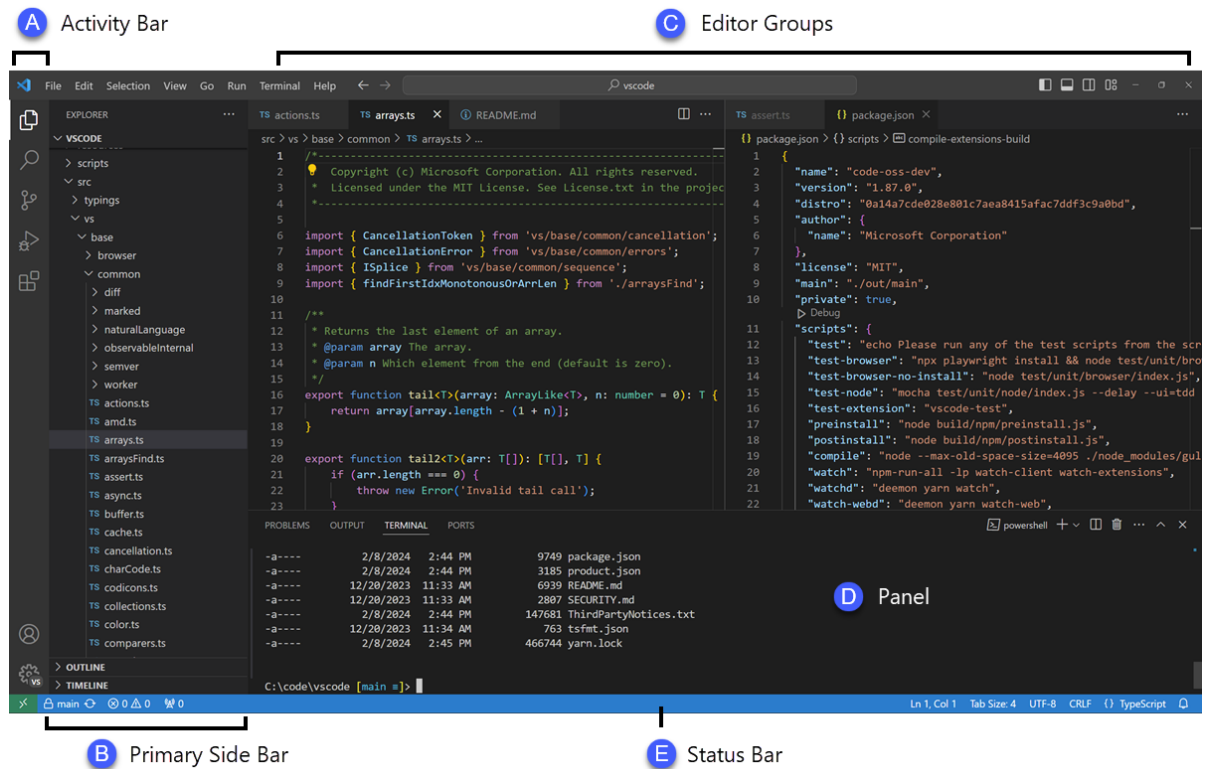 A Activity Bar
C Editor Groups
File Edit Selection View Go Run Terminal Help
vscode
EXPLORER
VSCODE
scripts
src
typings
vs
base
browser
common
diff
marked
naturalLanguage
observableInternal
semver
worker
TS actions.ts
TS amd.ts
TS arrays.ts
TS arraysFind.ts
TS assert.ts
TS async.ts
TS buffer.ts
TS cache.ts
TS cancellation.ts
TS charCode.ts
TS codicons.ts
TS collections.ts
TS color.ts
TS comparers.ts
OUTLINE
TIMELINE
VS
TS actions.ts TS arrays.ts README.md
src > vs > base > common > TS arrays.ts > ...
1 /*---------------------------------------------------------------
2 Copyright (c) Microsoft Corporation. All rights reserved.
3 * Licensed under the MIT License. See License.txt in the projec
4 *---------------------------------------------------------------
5
6 import { CancellationToken } from 'vs/base/common/cancellation';
7 import { CancellationError } from 'vs/base/common/errors';
8 import { ISplice } from 'vs/base/common/sequence';
9 import { findFirstIdxMonotonousOrArrLen } from './arraysFind';
10
11 /**
12 * Returns the last element of an array.
13 * @param array The array.
14 * @param n Which element from the end (default is zero).
15 */
16 export function tail<T>(array: ArrayLike<T>, n: number = 0): T {
17 return array[array.length - (1 + n)];
18 }
19
20 export function tail2<T>(arr: T[]): [T[], T] {
21 if (arr.length === 0) {
22 throw new Error('Invalid tail call');
23 }
TS assert.ts {} package.json
{} package.json > {} scripts > abc compile-extensions-build
1 {
2 "name": "code-oss-dev",
3 "version": "1.87.0",
4 "distro": "0a14a7cde028e801c7aea8415afac7ddf3c9a0bd",
5 "author": {
6 "name": "Microsoft Corporation"
7 },
8 "license": "MIT",
9 "main": "./out/main",
10 "private": true,
Debug
11 "scripts": {
12 "test": "echo Please run any of the test scripts from the scr
13 "test-browser": "npx playwright install && node test/unit/bro
14 "test-browser-no-install": "node test/unit/browser/index.js",
15 "test-node": "mocha test/unit/node/index.js --delay --ui=tdd
16 "test-extension": "vscode-test",
17 "preinstall": "node build/npm/preinstall.js",
18 "postinstall": "node build/npm/postinstall.js",
19 "compile": "node --max-old-space-size=4095 ./node_modules/gul
20 "watch": "npm-run-all -lp watch-client watch-extensions",
21 "watchd": "deemon yarn watch",
22 "watch-webd": "deemon yarn watch-web",
PROBLEMS OUTPUT TERMINAL PORTS powershell
-a---- 2/8/2024 2:44 PM 9749 package.json
-a---- 2/8/2024 2:44 PM 3185 product.json
-a---- 12/20/2023 11:33 AM 6939 README.md
-a---- 12/20/2023 11:33 AM 2807 SECURITY.md
-a---- 2/8/2024 2:44 PM 147681 ThirdPartyNotices.txt
-a---- 12/20/2023 11:34 AM 763 tsfmt.json
-a---- 2/8/2024 2:45 PM 466744 yarn.lock
C:\code\vscode [main ≡]>
D Panel
main 0 0 0 Ln 1, Col 1 Tab Size: 4 UTF-8 CRLF {} TypeScript
B Primary Side Bar
E Status Bar